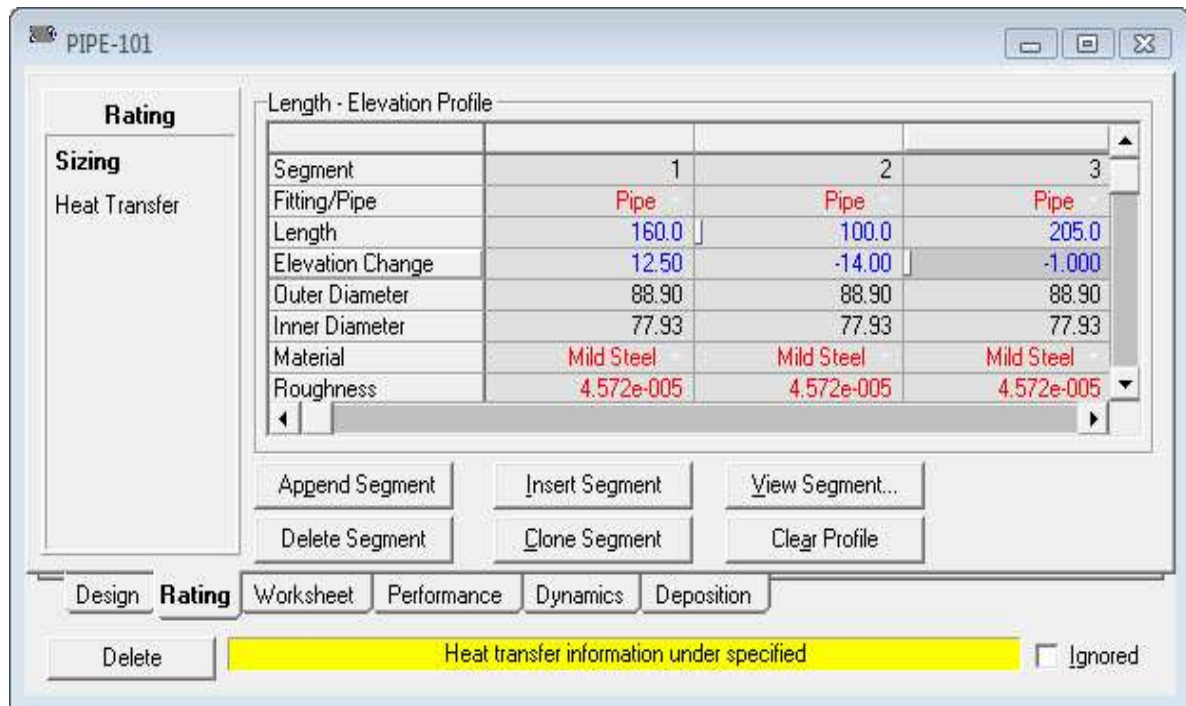 PIPE-101
Rating
Sizing
Heat Transfer
Length - Elevation Profile
Segment 1 2 3
Fitting/Pipe Pipe Pipe Pipe
Length 160.0 100.0 205.0
Elevation Change 12.50 -14.00 -1.000
Outer Diameter 88.90 88.90 88.90
Inner Diameter 77.93 77.93 77.93
Material Mild Steel Mild Steel Mild Steel
Roughness 4.572e-005 4.572e-005 4.572e-005
Append Segment Insert Segment View Segment...
Delete Segment Clone Segment Clear Profile
Design Rating Worksheet Performance Dynamics Deposition
Delete Heat transfer information under specified Ignored